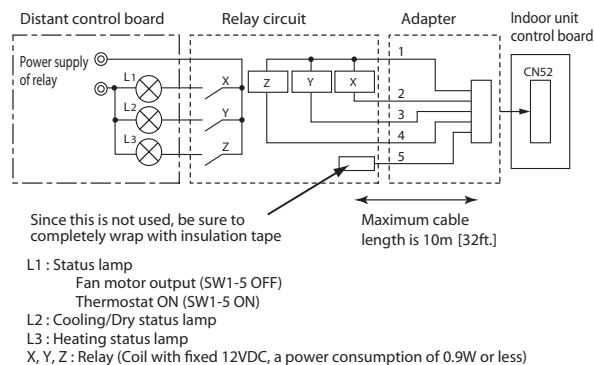 Distant control board
Relay circuit
Adapter
Indoor unit
control board
Power supply
of relay
L1
L2
L3
X
Y
Z
Z
Y
X
1
2
3
4
5
CN52
Since this is not used, be sure to
completely wrap with insulation tape
Maximum cable
length is 10m [32ft.]
L1 : Status lamp
Fan motor output (SW1-5 OFF)
Thermostat ON (SW1-5 ON)
L2 : Cooling/Dry status lamp
L3 : Heating status lamp
X, Y, Z : Relay (Coil with fixed 12VDC, a power consumption of 0.9W or less)